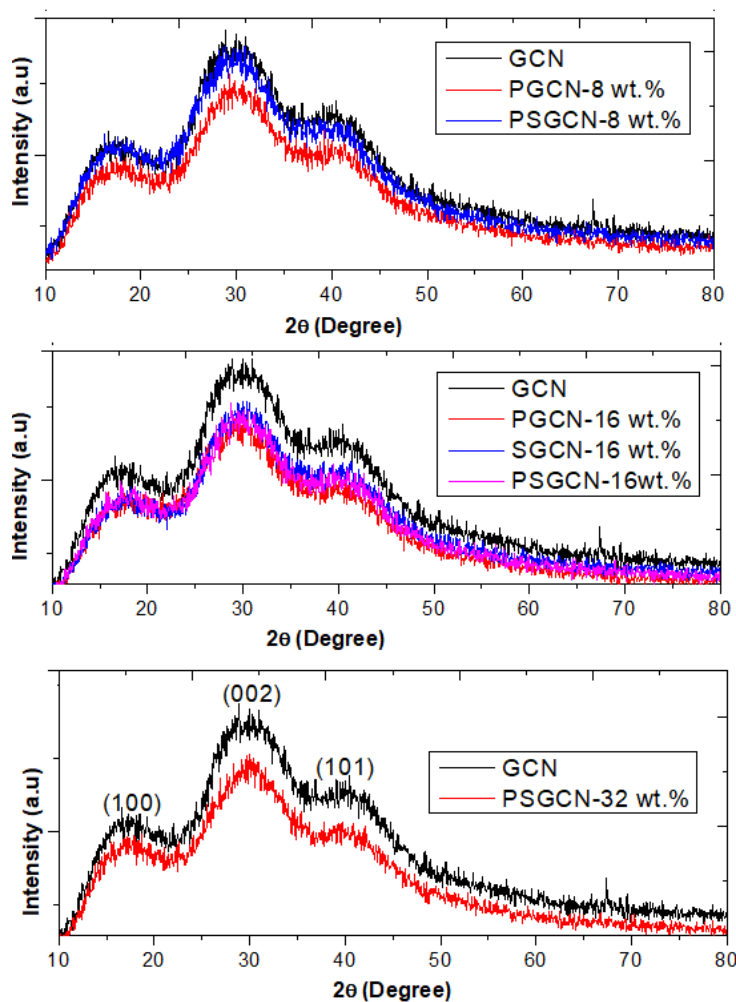 Intensity (a.u)
GCN
PGCN-8 wt.%
PSGCN-8 wt.%
10 20 30 40 50 60 70 80
2θ (Degree)
Intensity (a.u)
GCN
PGCN-16 wt.%
SGCN-16 wt.%
PSGCN-16wt.%
10 20 30 40 50 60 70 80
2θ (Degree)
Intensity (a.u)
(100)
(002)
(101)
GCN
PSGCN-32 wt.%
10 20 30 40 50 60 70 80
2θ (Degree)